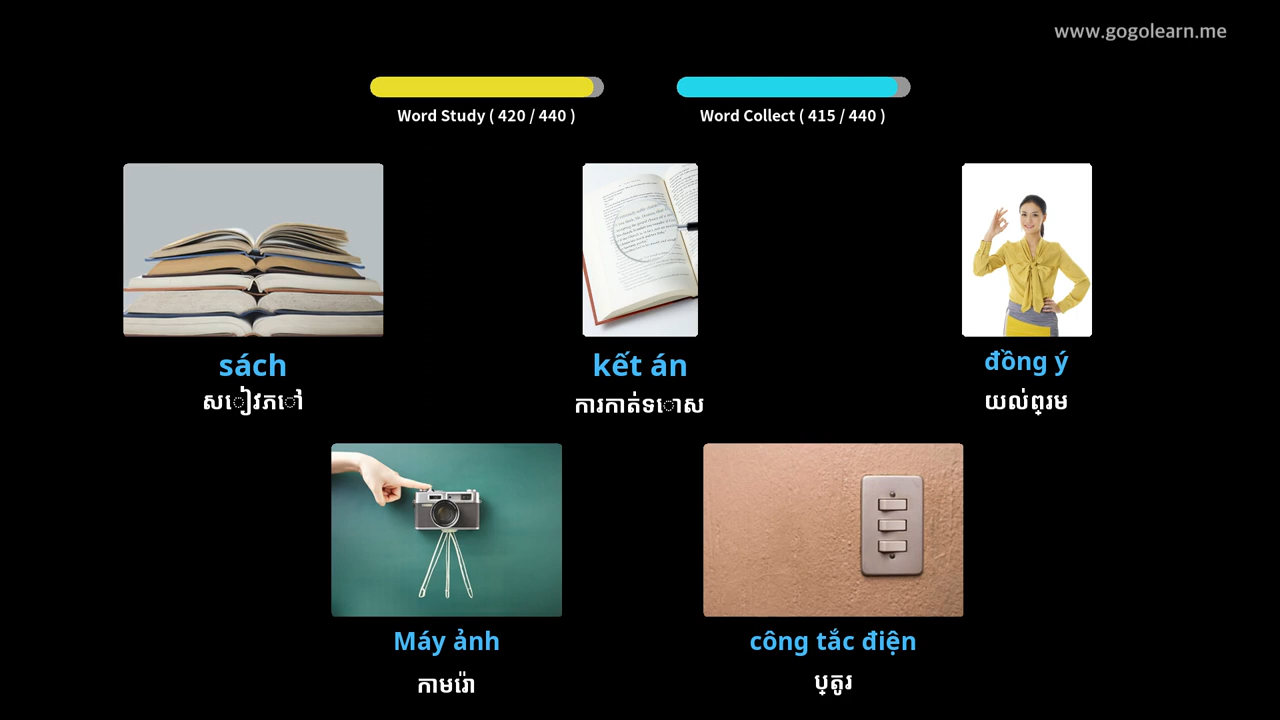 www.gogolearn.me
Word Study ( 420 / 440 )
Word Collect ( 415 / 440 )
sách
សៀវភៅ
kết án
ការកាត់ទោស
đồng ý
យល់ព្រម
Máy ảnh
កាមរ៉ោ
công tắc điện
ប្តូរ